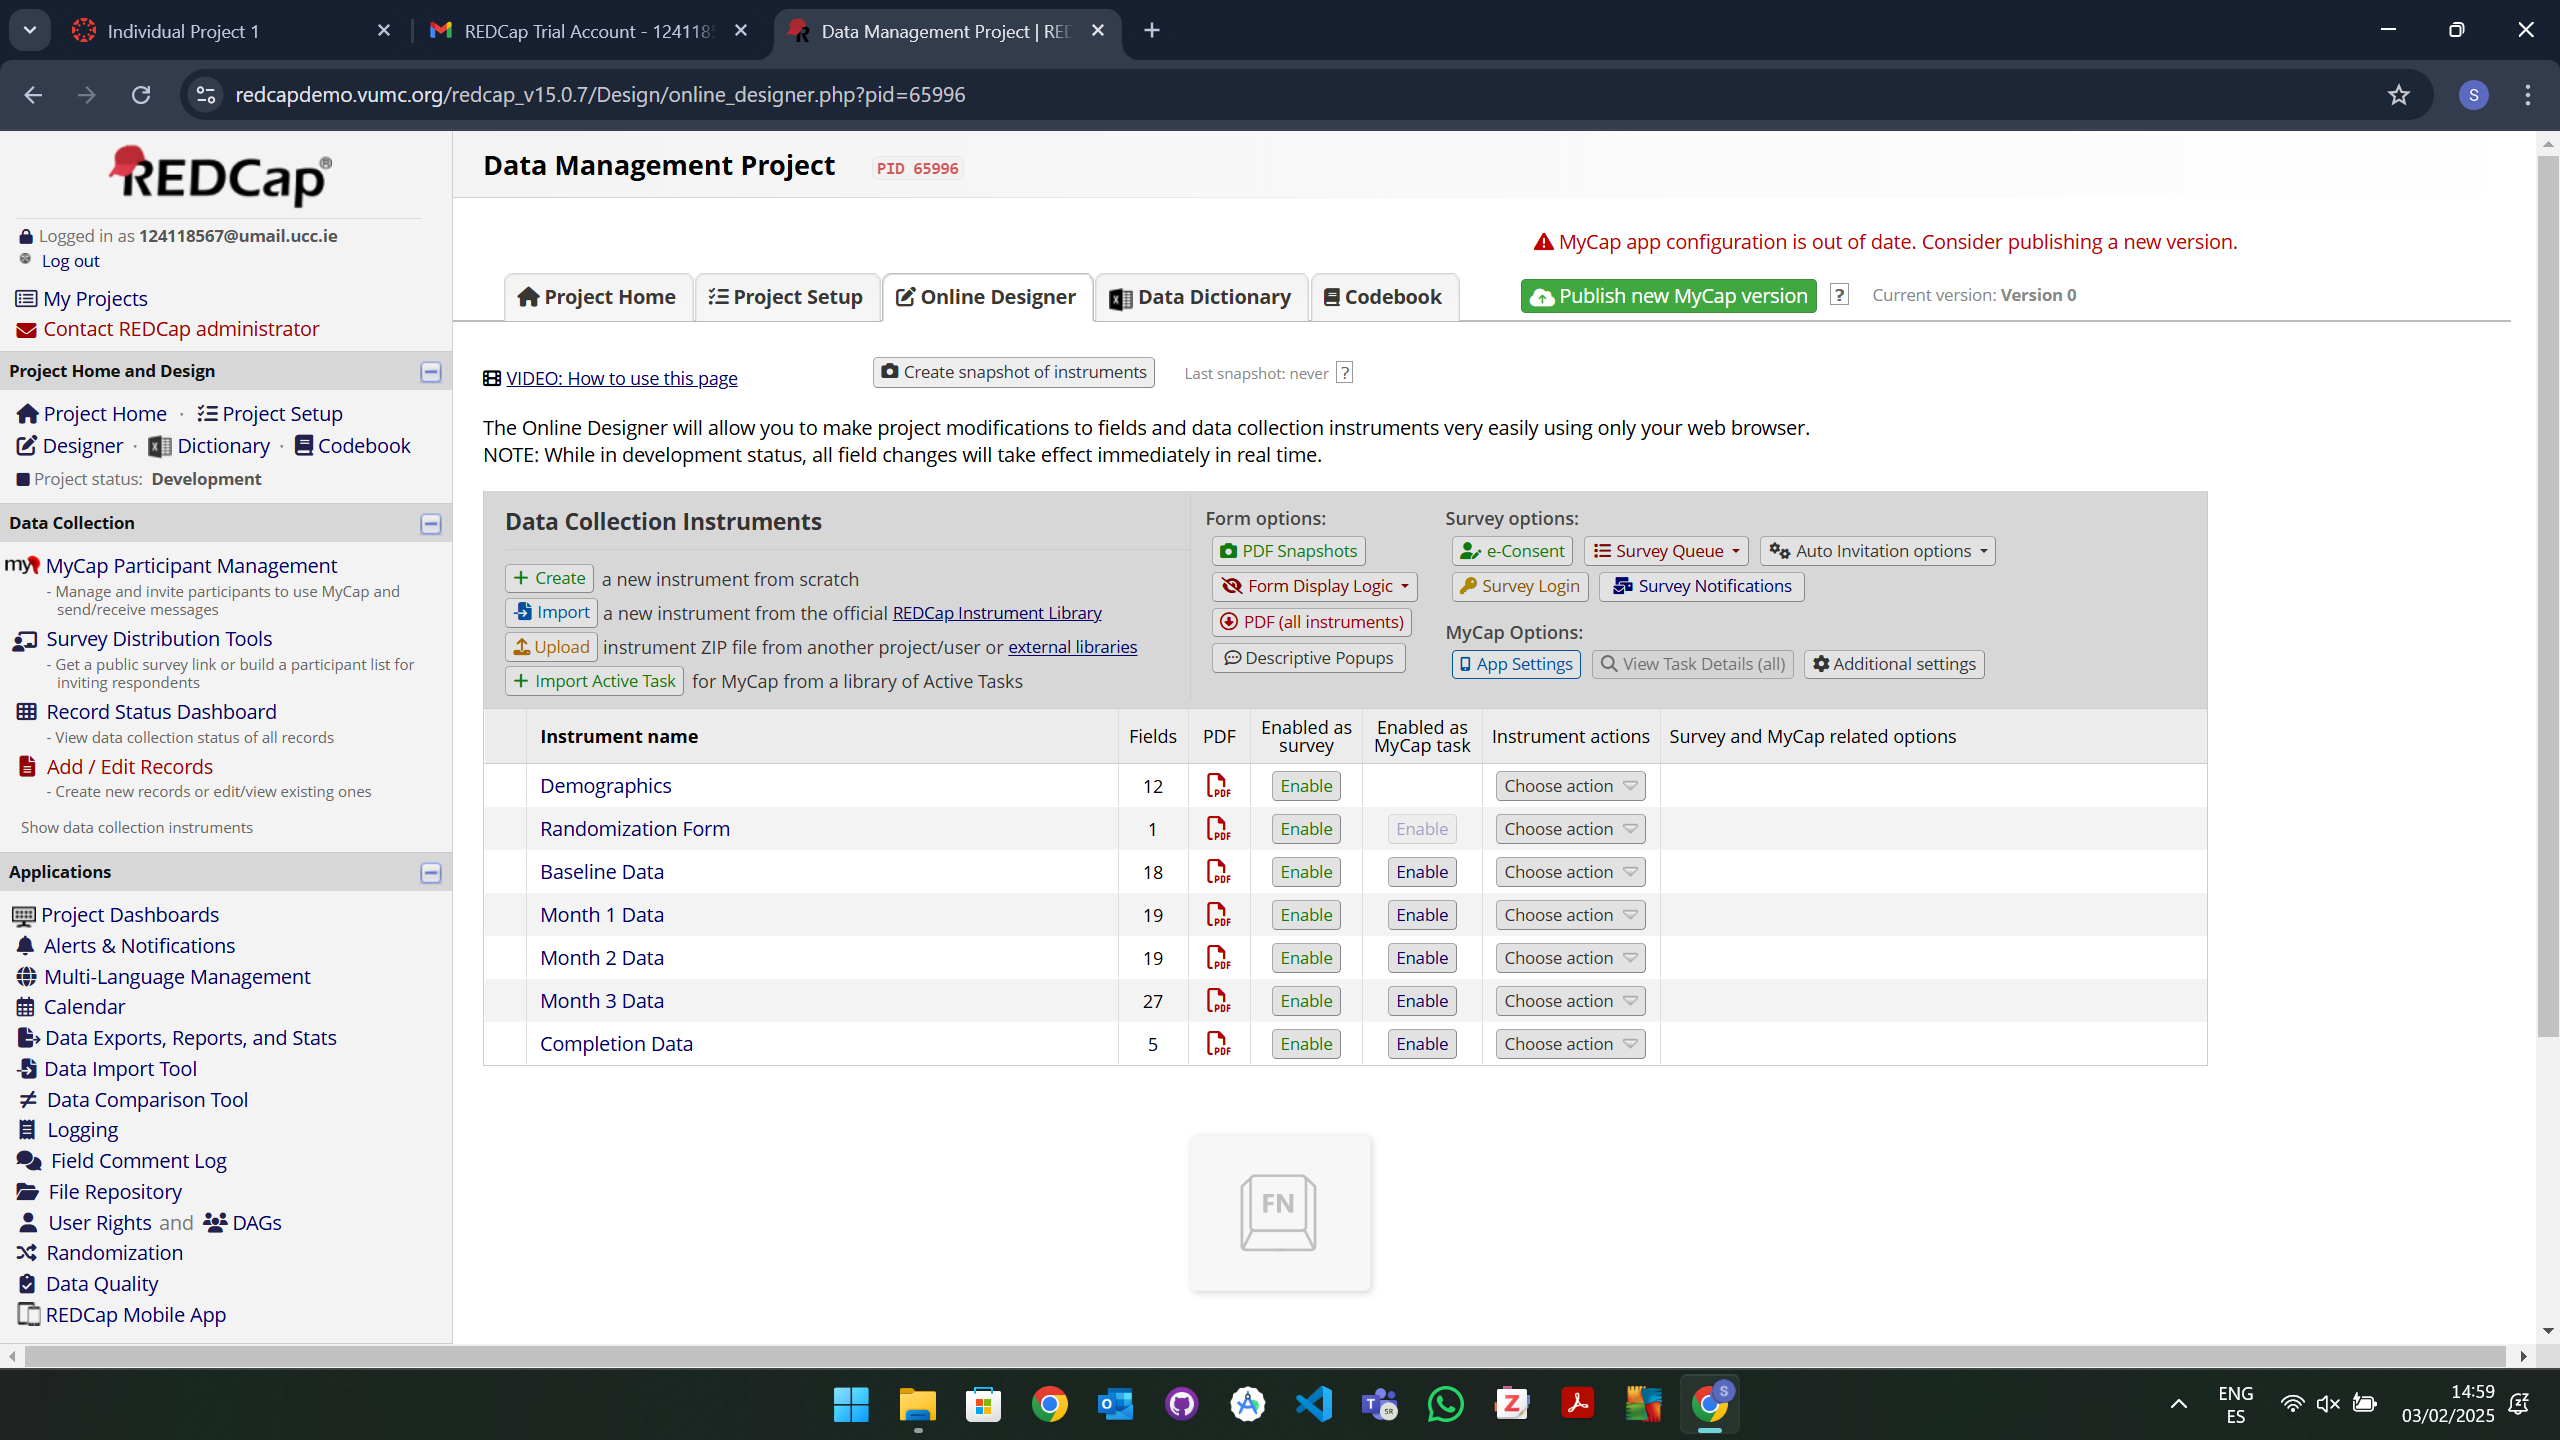 Individual Project 1
REDCap Trial Account - 124118
Data Management Project | RED
redcapdemo.vumc.org/redcap_v15.0.7/Design/online_designer.php?pid=65996
S
REDCap®
Logged in as 124118567@umail.ucc.ie
Log out
My Projects
Contact REDCap administrator
Project Home and Design
Project Home · Project Setup
Designer · Dictionary · Codebook
Project status: Development
Data Collection
MyCap Participant Management
- Manage and invite participants to use MyCap and
send/receive messages
Survey Distribution Tools
- Get a public survey link or build a participant list for
inviting respondents
Record Status Dashboard
- View data collection status of all records
Add / Edit Records
- Create new records or edit/view existing ones
Show data collection instruments
Applications
Project Dashboards
Alerts & Notifications
Multi-Language Management
Calendar
Data Exports, Reports, and Stats
Data Import Tool
Data Comparison Tool
Logging
Field Comment Log
File Repository
User Rights and DAGs
Randomization
Data Quality
REDCap Mobile App
Data Management Project PID 65996
MyCap app configuration is out of date. Consider publishing a new version.
Project Home
Project Setup
Online Designer
Data Dictionary
Codebook
Publish new MyCap version ? Current version: Version 0
VIDEO: How to use this page
Create snapshot of instruments
Last snapshot: never ?
The Online Designer will allow you to make project modifications to fields and data collection instruments very easily using only your web browser.
NOTE: While in development status, all field changes will take effect immediately in real time.
Data Collection Instruments
+ Create a new instrument from scratch
Import a new instrument from the official REDCap Instrument Library
Upload instrument ZIP file from another project/user or external libraries
+ Import Active Task for MyCap from a library of Active Tasks
Form options:
PDF Snapshots
Form Display Logic
PDF (all instruments)
Descriptive Popups
Survey options:
e-Consent Survey Queue Auto Invitation options
Survey Login Survey Notifications
MyCap Options:
App Settings View Task Details (all) Additional settings
Instrument name Fields PDF Enabled as survey Enabled as MyCap task Instrument actions Survey and MyCap related options
Demographics 12 PDF Enable Choose action
Randomization Form 1 PDF Enable Enable Choose action
Baseline Data 18 PDF Enable Enable Choose action
Month 1 Data 19 PDF Enable Enable Choose action
Month 2 Data 19 PDF Enable Enable Choose action
Month 3 Data 27 PDF Enable Enable Choose action
Completion Data 5 PDF Enable Enable Choose action
FN
ENG
ES
14:59
03/02/2025